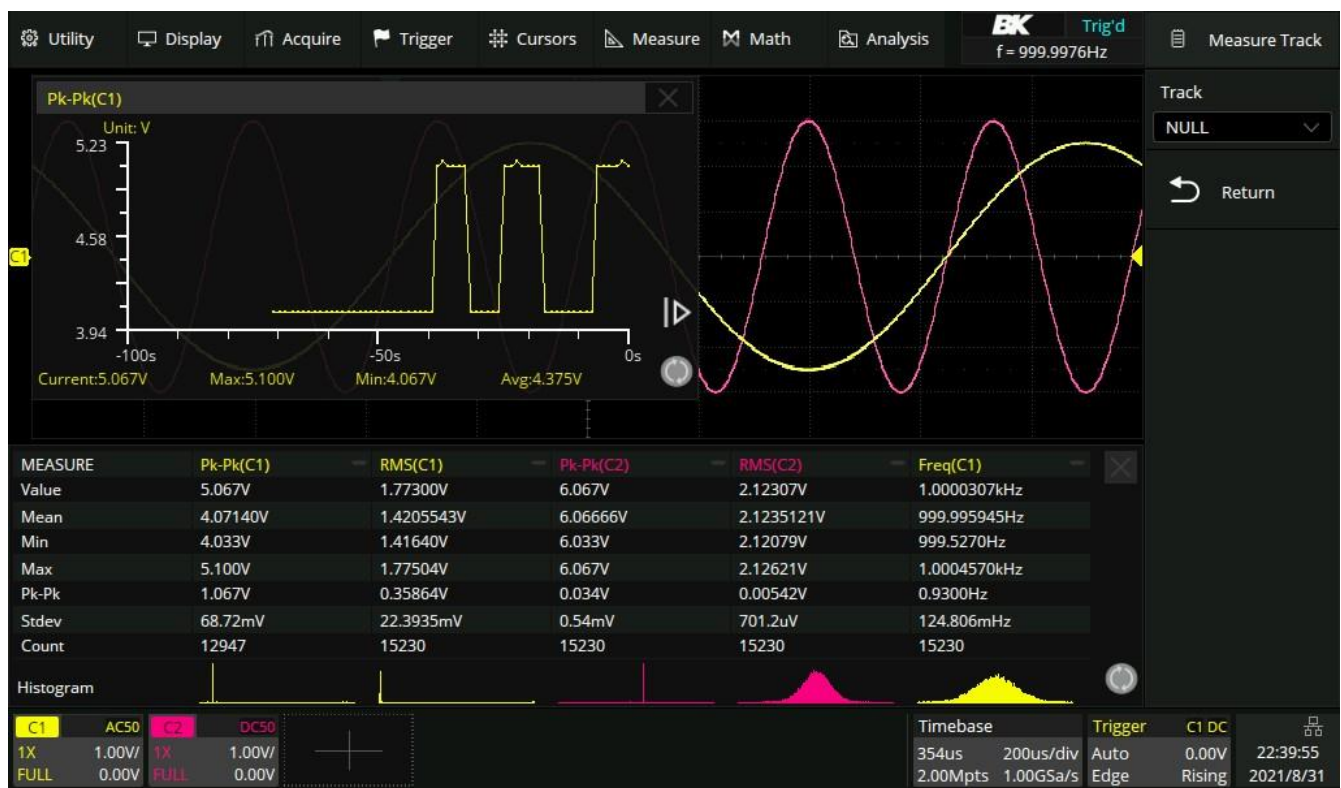 Utility Display Acquire Trigger Cursors Measure Math Analysis BK Trig'd Measure Track
f = 999.9976Hz
Pk-Pk(C1)
Track
Unit: V
NULL
5.23
Return
4.58
C1
3.94
-100s -50s 0s
Current:5.067V Max:5.100V Min:4.067V Avg:4.375V
MEASURE Pk-Pk(C1) RMS(C1) Pk-Pk(C2) RMS(C2) Freq(C1)
Value 5.067V 1.77300V 6.067V 2.12307V 1.0000307kHz
Mean 4.07140V 1.4205543V 6.06666V 2.1235121V 999.995945Hz
Min 4.033V 1.41640V 6.033V 2.12079V 999.5270Hz
Max 5.100V 1.77504V 6.067V 2.12621V 1.0004570kHz
Pk-Pk 1.067V 0.35864V 0.034V 0.00542V 0.9300Hz
Stdev 68.72mV 22.3935mV 0.54mV 701.2uV 124.806mHz
Count 12947 15230 15230 15230 15230
Histogram
C1 AC50 C2 DC50 Timebase Trigger C1 DC
1X 1.00V/ 1X 1.00V/ 354us 200us/div Auto 0.00V 22:39:55
FULL 0.00V FULL 0.00V 2.00Mpts 1.00GSa/s Edge Rising 2021/8/31